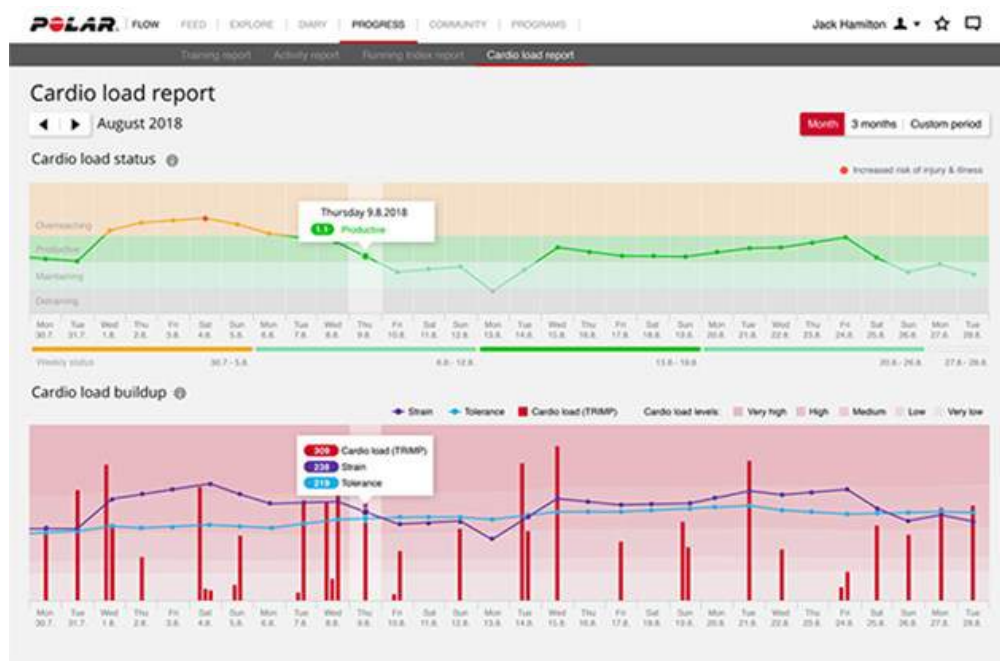 POLAR. FLOW FEED EXPLORE DIARY PROGRESS COMMUNITY PROGRAMS Jack Hamilton
Training report Activity report Running Index report Cardio load report
Cardio load report
August 2018 Month 3 months Custom period
Cardio load status
Increased risk of injury & illness
Thursday 9.8.2018
1.1 Productive
Overreaching
Productive
Maintaining
Detraining
Mon Tue Wed Thu Fri Sat Sun Mon Tue Wed Thu Fri Sat Sun Mon Tue Wed Thu Fri Sat Sun Mon Tue Wed Thu Fri Sat Sun Mon Tue
30.7. 31.7. 1.8. 2.8. 3.8. 4.8. 5.8. 6.8. 7.8. 8.8. 9.8. 10.8. 11.8. 12.8. 13.8. 14.8. 15.8. 16.8. 17.8. 18.8. 19.8. 20.8. 21.8. 22.8. 23.8. 24.8. 25.8. 26.8. 27.8. 28.8.
Weekly status 30.7. - 5.8. 6.8. - 12.8. 13.8. - 19.8. 20.8. - 26.8. 27.8. - 28.8.
Cardio load buildup
Strain Tolerance Cardio load (TRIMP) Cardio load levels: Very high High Medium Low Very low
309 Cardio load (TRIMP)
238 Strain
219 Tolerance
Mon Tue Wed Thu Fri Sat Sun Mon Tue Wed Thu Fri Sat Sun Mon Tue Wed Thu Fri Sat Sun Mon Tue Wed Thu Fri Sat Sun Mon Tue
30.7. 31.7. 1.8. 2.8. 3.8. 4.8. 5.8. 6.8. 7.8. 8.8. 9.8. 10.8. 11.8. 12.8. 13.8. 14.8. 15.8. 16.8. 17.8. 18.8. 19.8. 20.8. 21.8. 22.8. 23.8. 24.8. 25.8. 26.8. 27.8. 28.8.